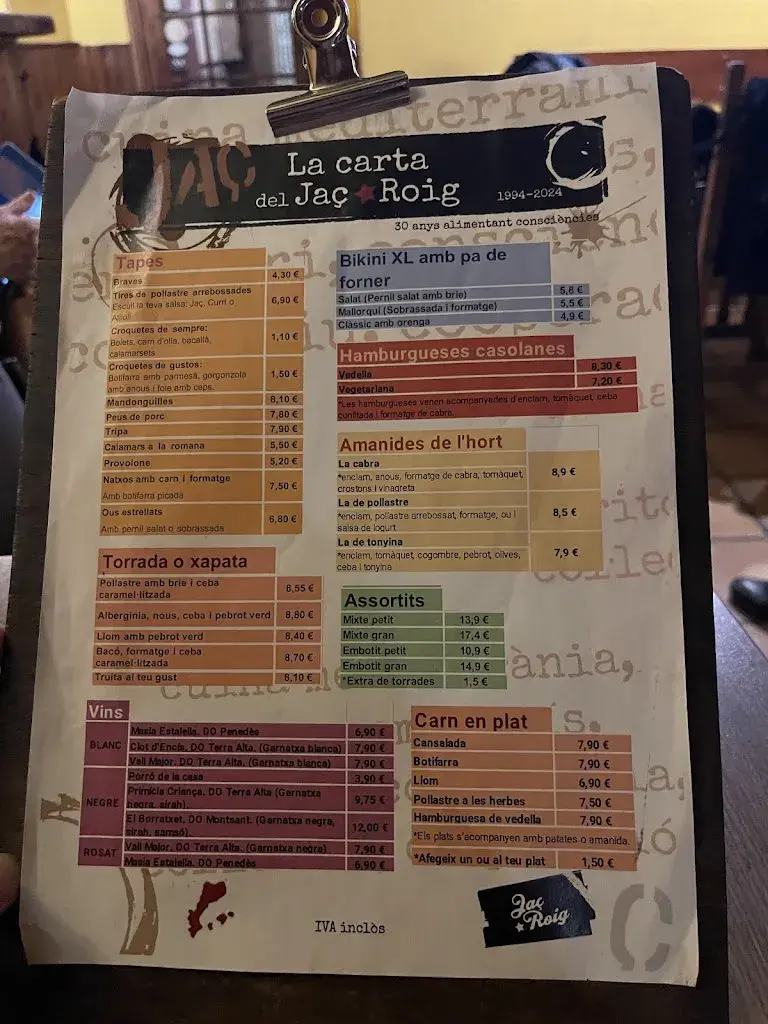 cuina mediterràni
JAÇ
La carta
del Jaç Roig
1994-2024
30 anys alimentant consciències
Tapes
Braves 4,30 €
Tires de pollastre arrebossades
Escull la teva salsa: Jaç, Curri o
Allioli
6,90 €
Croquetes de sempre:
Bolets, carn d'olla, bacallà,
calamarsets
1,10 €
Croquetes de gustos:
Botifarra amb parmesà, gorgonzola
amb anous i foie amb ceps.
1,50 €
Mandonguilles 8,10 €
Peus de porc 7,80 €
Tripa 7,90 €
Calamars a la romana 5,50 €
Provolone 5,20 €
Natxos amb carn i formatge
Amb botifarra picada
7,50 €
Ous estrellats
Amb pernil salat o sobrassada
6,80 €
Torrada o xapata
Pollastre amb brie i ceba
caramel·litzada
8,55 €
Albergínia, nous, ceba i pebrot verd 8,80 €
Llom amb pebrot verd 8,40 €
Bacó, formatge i ceba
caramel·litzada
8,70 €
Truita al teu gust 8,10 €
Bikini XL amb pa de
forner
Salat (Pernil salat amb brie) 5,8 €
Mallorquí (Sobrassada i formatge) 5,5 €
Clàssic amb orenga 4,9 €
Hamburgueses casolanes
Vedella 8,30 €
Vegetariana 7,20 €
*Les hamburgueses venen acompanyades d'enciam, tomàquet, ceba
confitada i formatge de cabra.
Amanides de l'hort
La cabra
*enciam, anous, formatge de cabra, tomàquet,
crostons i vinagreta
8,9 €
La de pollastre
*enciam, pollastre arrebossat, formatge, ou i
salsa de iogurt
8,5 €
La de tonyina
*enciam, tomàquet, cogombre, pebrot, olives,
ceba i tonyina
7,9 €
Assortits
Mixte petit 13,9 €
Mixte gran 17,4 €
Embotit petit 10,9 €
Embotit gran 14,9 €
*Extra de torrades 1,5 €
Vins
BLANC
Masia Estalella. DO Penedès 6,90 €
Clot d'Encís. DO Terra Alta. (Garnatxa blanca) 7,90 €
Vall Major. DO Terra Alta. (Garnatxa blanca) 7,90 €
NEGRE
Porró de la casa 3,90 €
Primícia Criança. DO Terra Alta (Garnatxa
negra, sirah).
9,75 €
El Borratxet, DO Montsant. (Garnatxa negra,
sirah, samsó).
12,00 €
ROSAT
Vall Major. DO Terra Alta. (Garnatxa negra) 7,90 €
Masia Estalella. DO Penedès 6,90 €
Carn en plat
Cansalada 7,90 €
Botifarra 7,90 €
Llom 6,90 €
Pollastre a les herbes 7,50 €
Hamburguesa de vedella 7,90 €
*Els plats s'acompanyen amb patates o amanida.
*Afegeix un ou al teu plat 1,50 €
IVA inclòs
Jaç
Roig